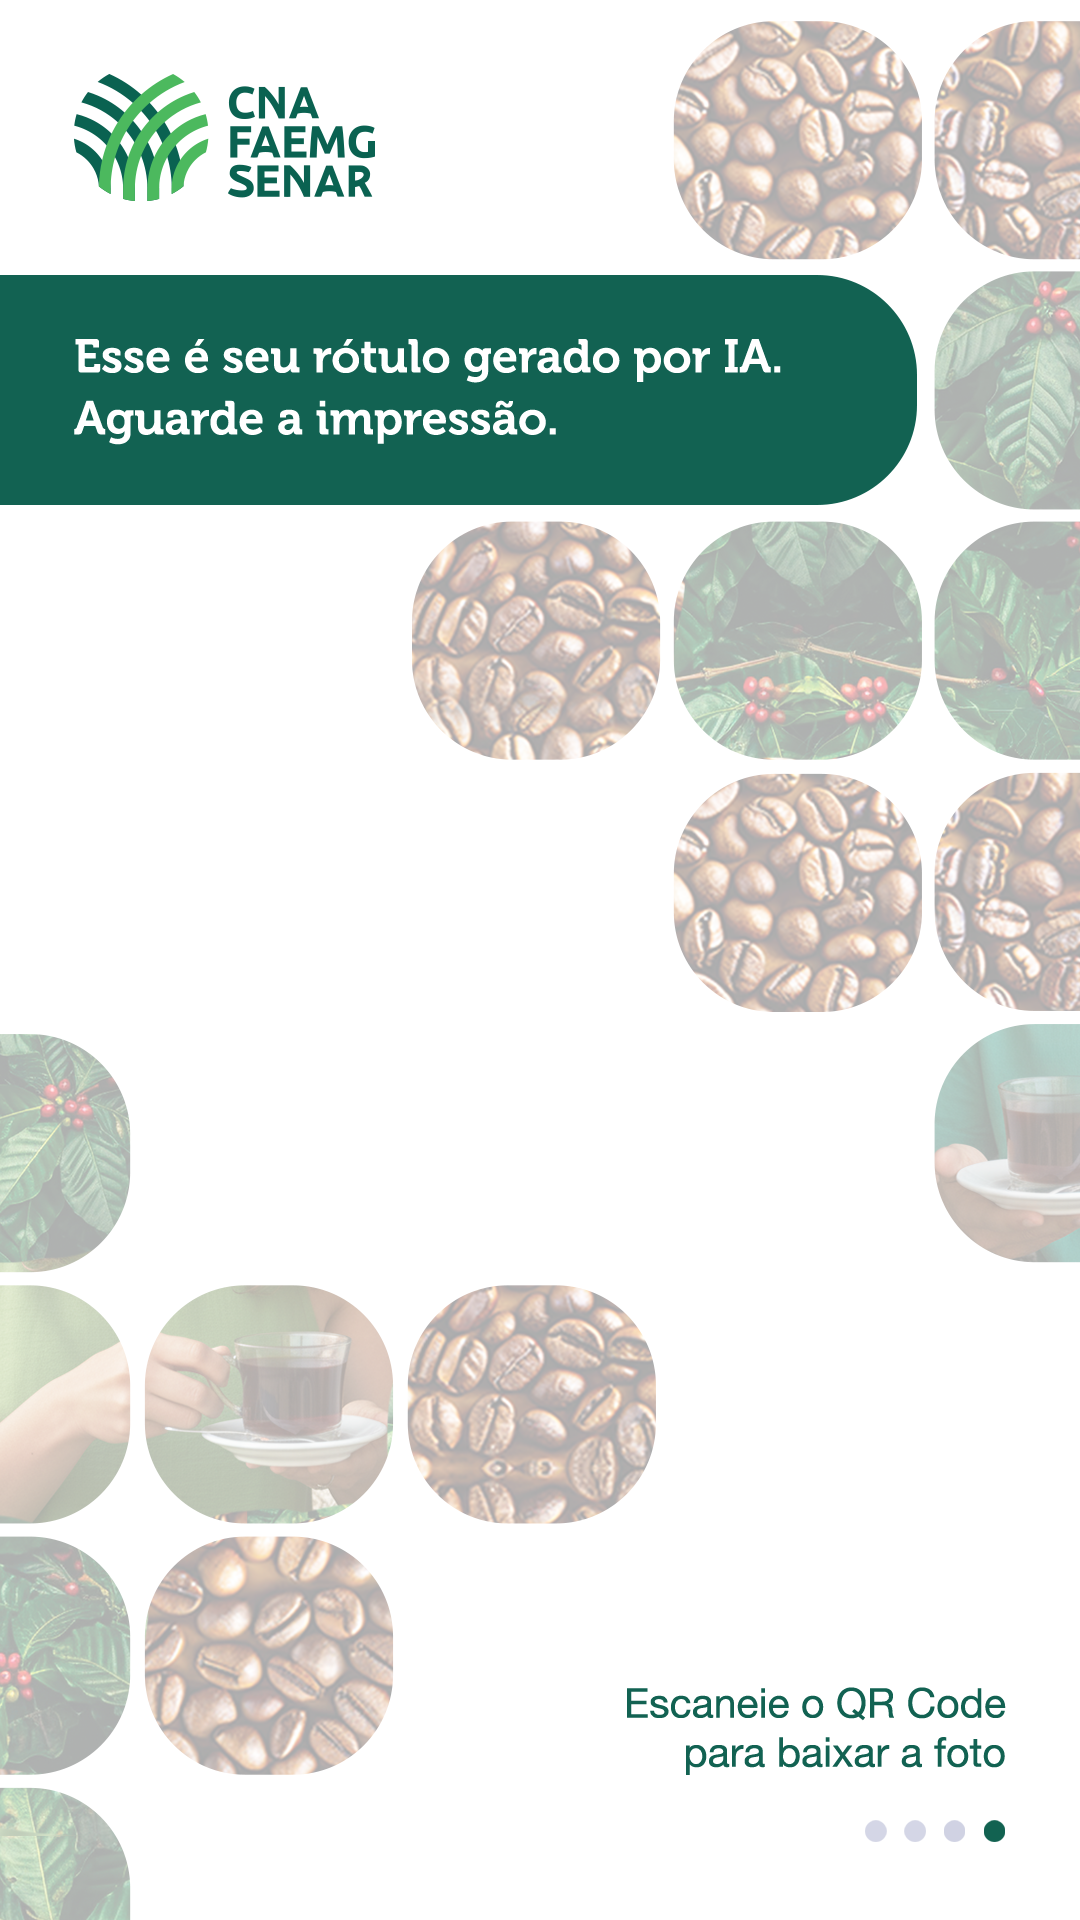 CNA
FAEMG
SENAR
Esse é seu rótulo gerado por IA.
Aguarde a impressão.
Escaneie o QR Code
para baixar a foto